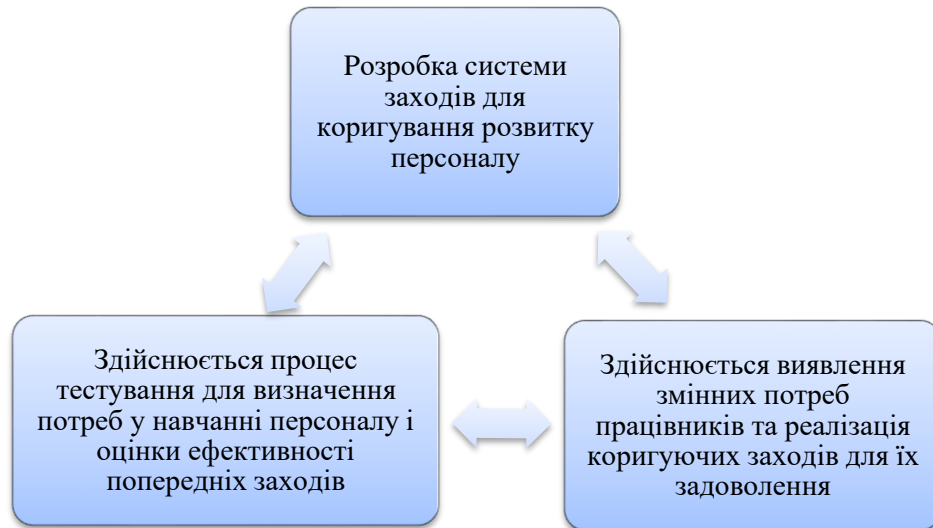 Розробка системи
заходів для
коригування розвитку
персоналу
Здійснюється процес
тестування для визначення
потреб у навчанні персоналу і
оцінки ефективності
попередніх заходів
Здійснюється виявлення
змінних потреб
працівників та реалізація
коригуючих заходів для їх
задоволення